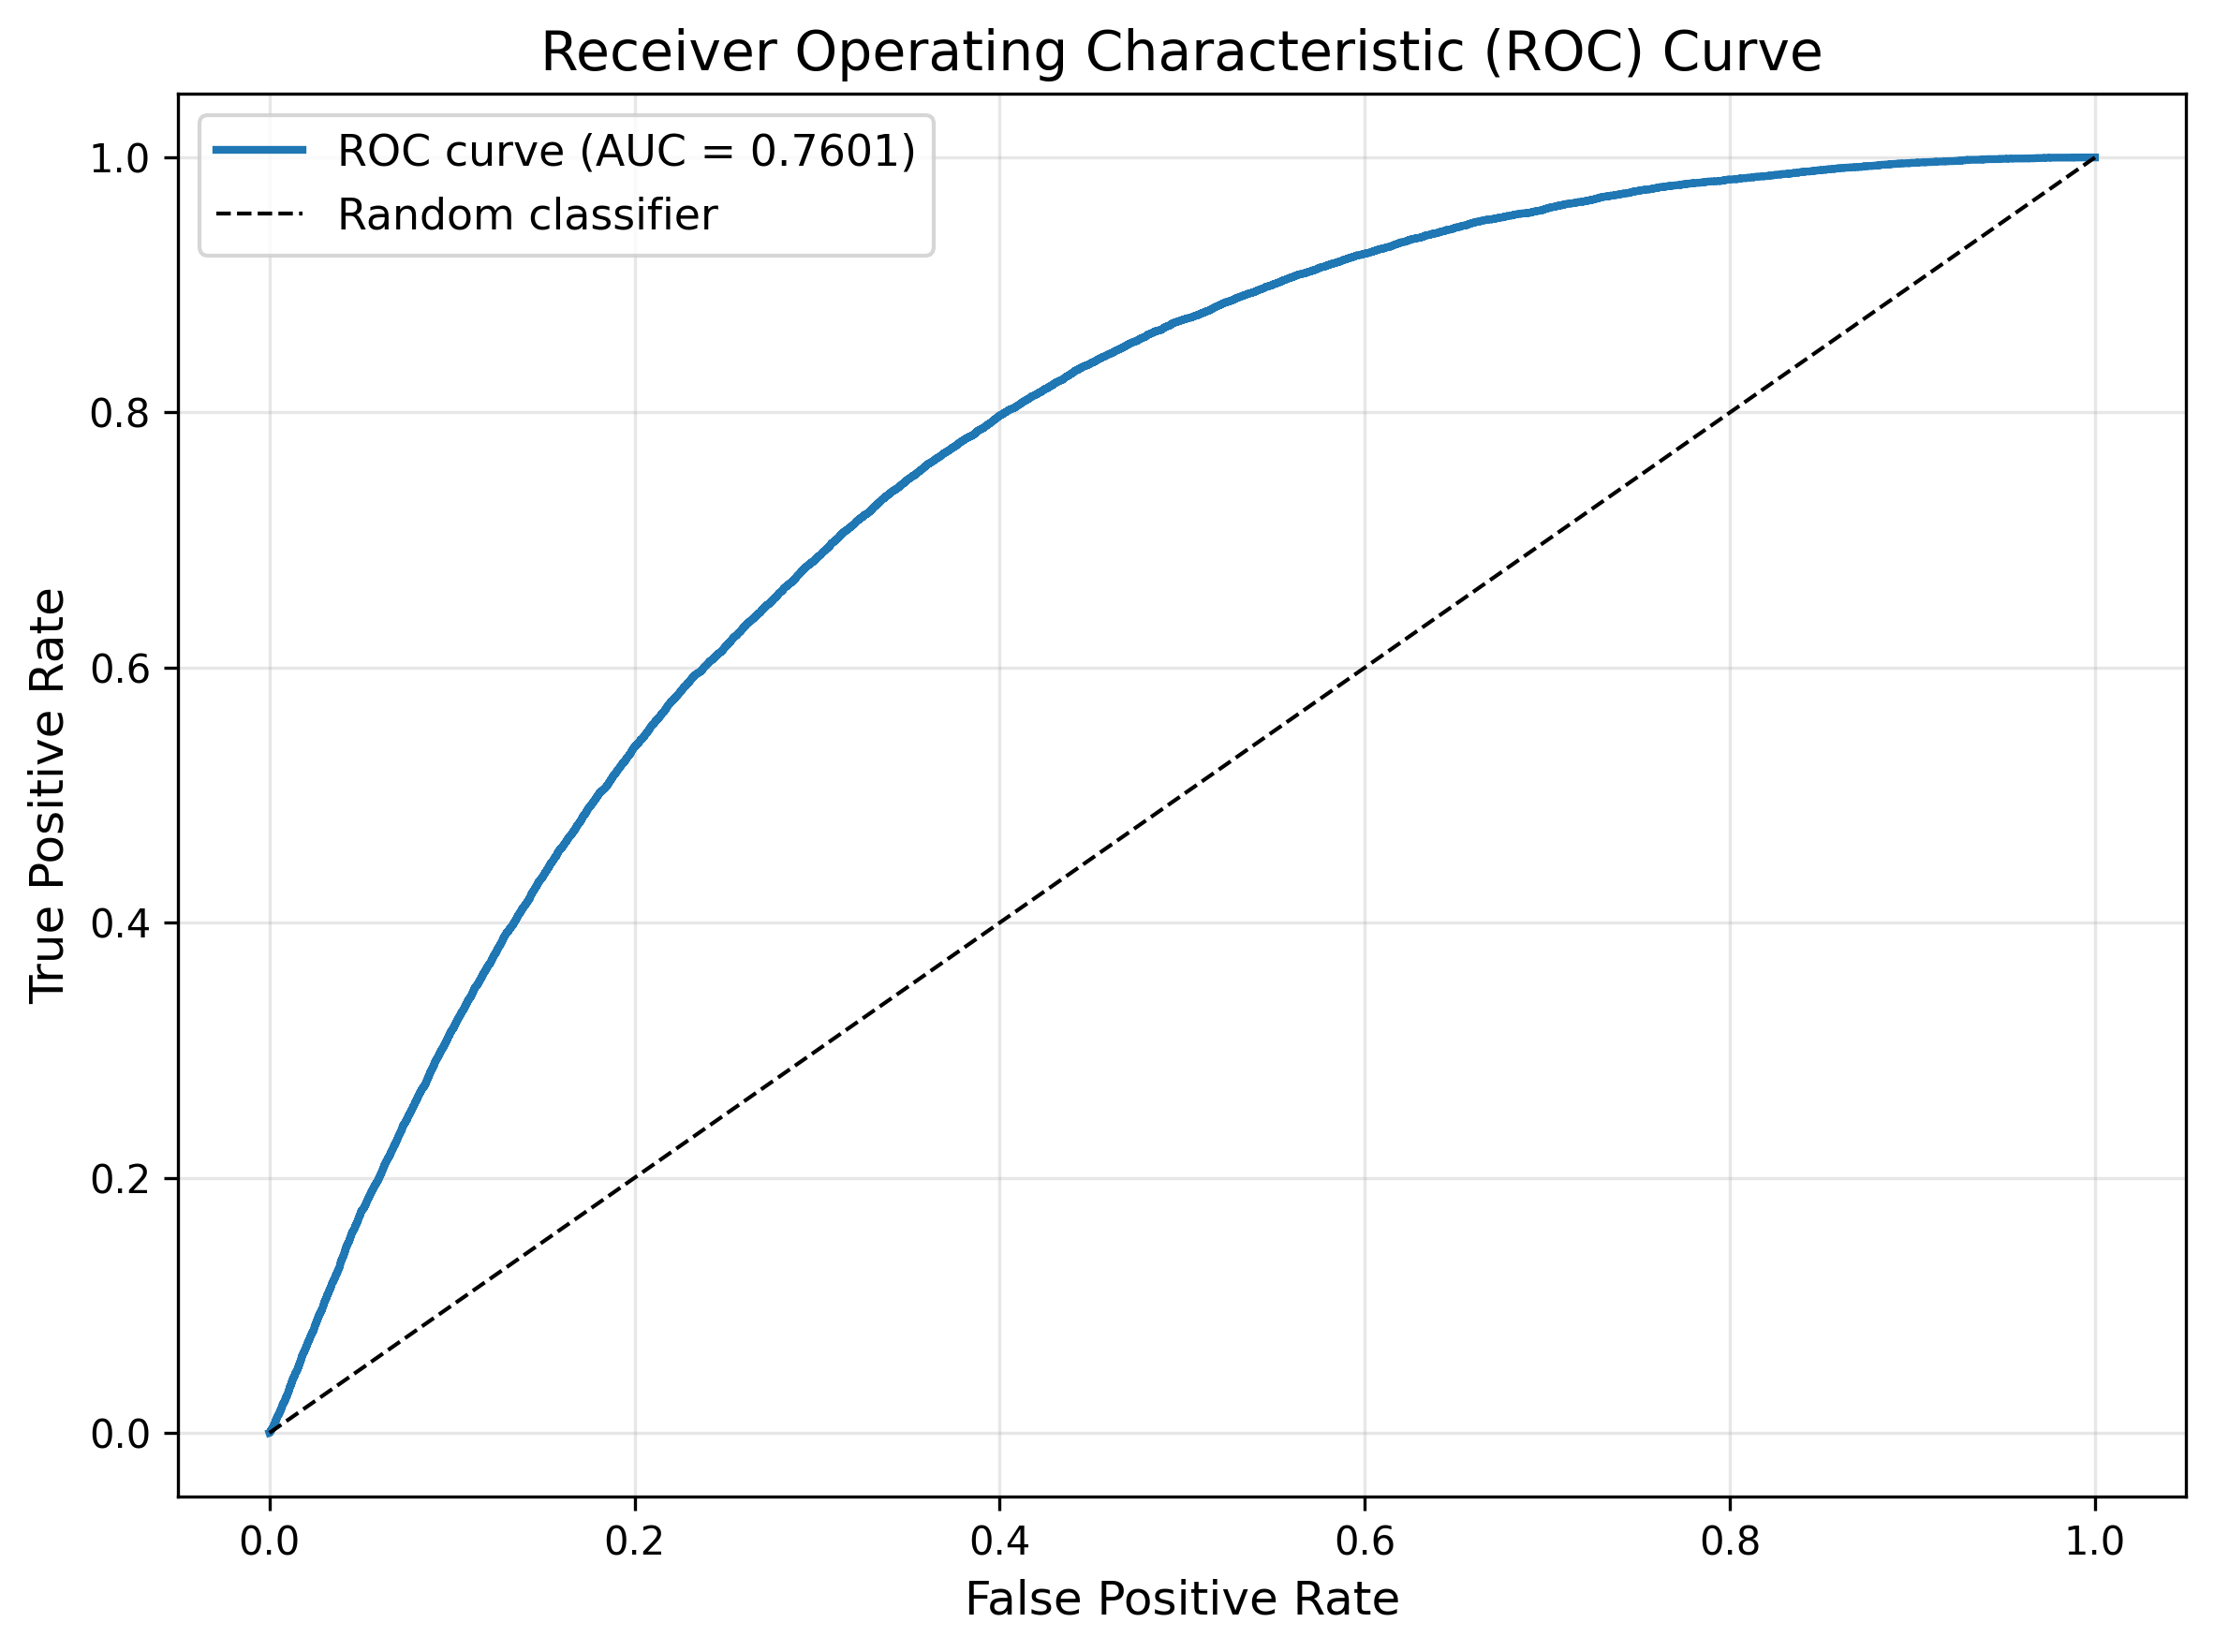 Receiver Operating Characteristic (ROC) Curve
ROC curve (AUC = 0.7601)
Random classifier
True Positive Rate
1.0
0.8
0.6
0.4
0.2
0.0
0.0 0.2 0.4 0.6 0.8 1.0
False Positive Rate